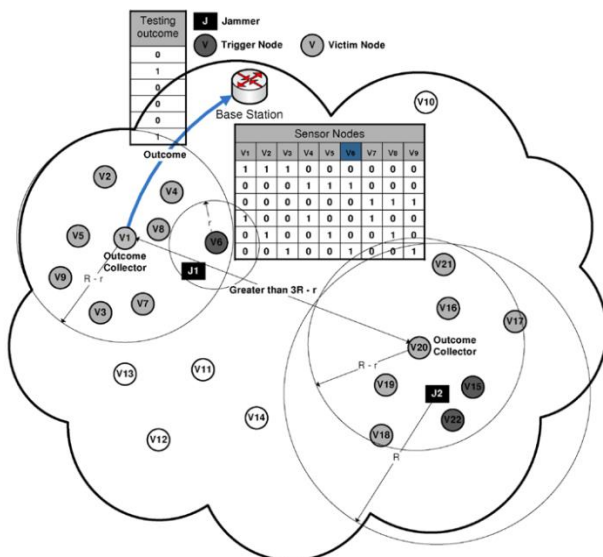 Testing outcome
0
1
0
0
0
1
J Jammer
V Trigger Node
V Victim Node
Base Station
Outcome
V10
Sensor Nodes
V1 V2 V3 V4 V5 V6 V7 V8 V9
1 1 1 0 0 0 0 0 0
0 0 0 1 1 1 0 0 0
0 0 0 0 0 0 1 1 1
1 0 0 1 0 0 1 0 0
0 1 0 0 1 0 0 1 0
0 0 1 0 0 1 0 0 1
V2
V4
V5
V1
V8
Outcome Collector
r
V6
J1
V9
R - r
V3
V7
Greater than 3R - r
V21
V16
V17
V20
Outcome Collector
R - r
V19
J2
V15
V22
V18
R
V13
V11
V14
V12